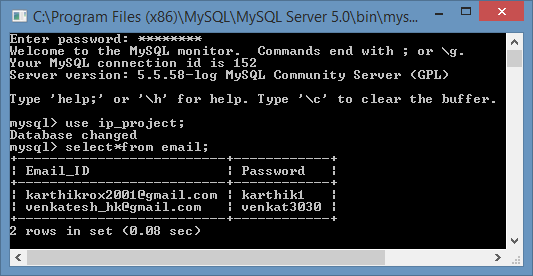 C:\Program Files (x86)\MySQL\MySQL Server 5.0\bin\mys...
Enter password: ********
Welcome to the MySQL monitor.  Commands end with ; or \g.
Your MySQL connection id is 152
Server version: 5.5.58-log MySQL Community Server (GPL)
Type 'help;' or '\h' for help. Type '\c' to clear the buffer.
mysql> use ip_project;
Database changed
mysql> select*from email;
+--------------------------+------------+
| Email_ID                 | Password   |
+--------------------------+------------+
| karthikrox2001@gmail.com | karthik1   |
| venkatesh_hk@gmail.com   | venkat3030 |
+--------------------------+------------+
2 rows in set (0.08 sec)